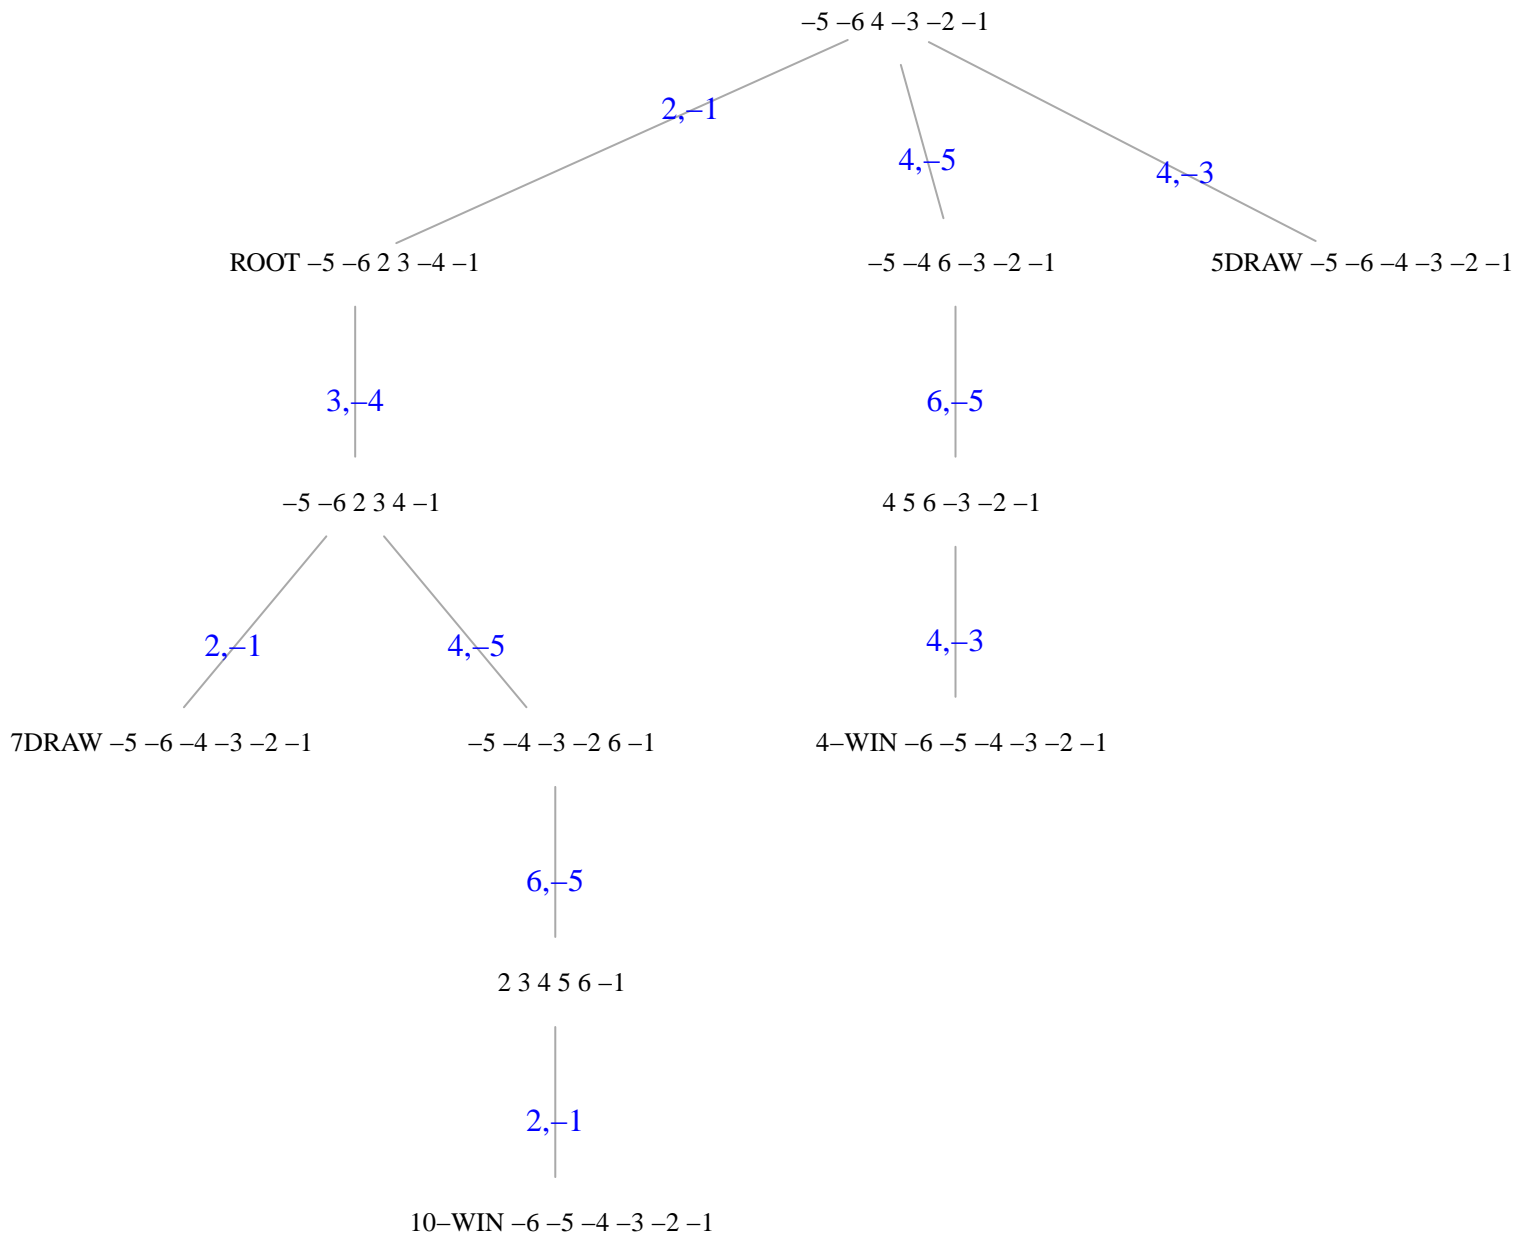 –5 –6 4 –3 –2 –1
2,–1
4,–5
4,–3
ROOT –5 –6 2 3 –4 –1
–5 –4 6 –3 –2 –1
5DRAW –5 –6 –4 –3 –2 –1
3,–4
6,–5
–5 –6 2 3 4 –1
4 5 6 –3 –2 –1
2,–1
4,–5
4,–3
7DRAW –5 –6 –4 –3 –2 –1
–5 –4 –3 –2 6 –1
4–WIN –6 –5 –4 –3 –2 –1
6,–5
2 3 4 5 6 –1
2,–1
10–WIN –6 –5 –4 –3 –2 –1